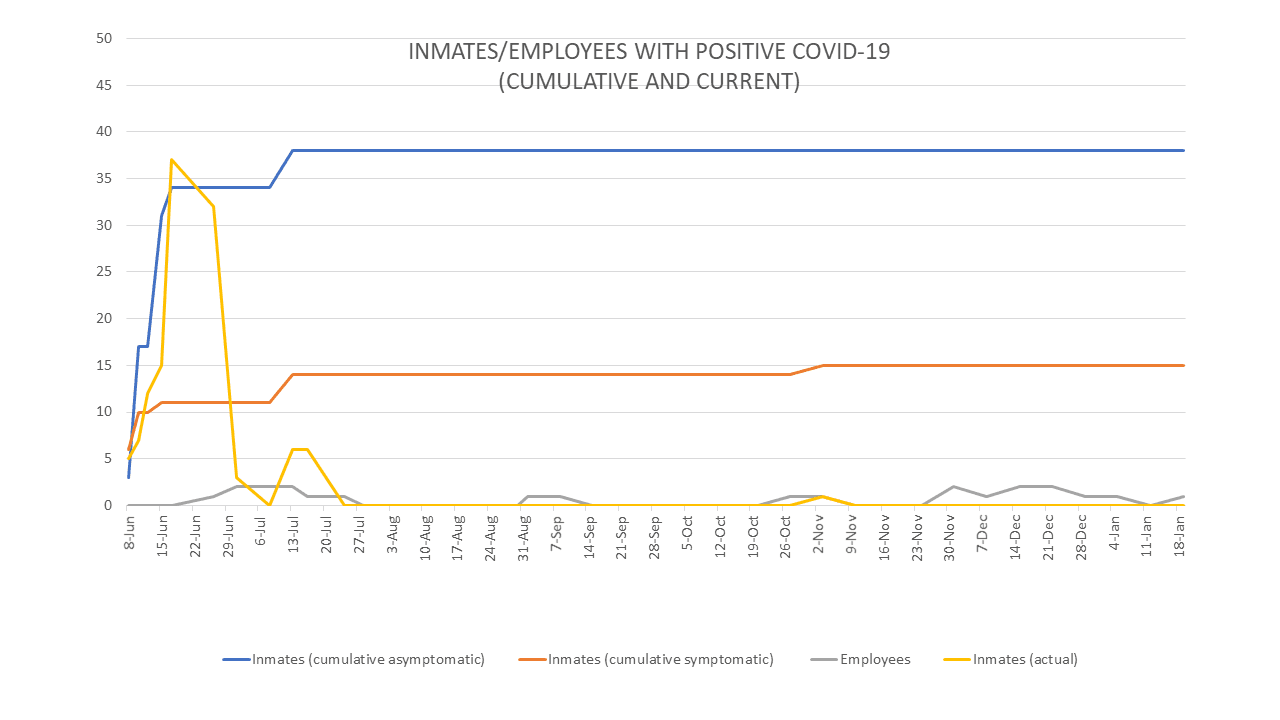 INMATES/EMPLOYEES WITH POSITIVE COVID-19
(CUMULATIVE AND CURRENT)
50
45
40
35
30
25
20
15
10
5
0
8-Jun
15-Jun
22-Jun
29-Jun
6-Jul
13-Jul
20-Jul
27-Jul
3-Aug
10-Aug
17-Aug
24-Aug
31-Aug
7-Sep
14-Sep
21-Sep
28-Sep
5-Oct
12-Oct
19-Oct
26-Oct
2-Nov
9-Nov
16-Nov
23-Nov
30-Nov
7-Dec
14-Dec
21-Dec
28-Dec
4-Jan
11-Jan
18-Jan
Inmates (cumulative asymptomatic)
Inmates (cumulative symptomatic)
Employees
Inmates (actual)